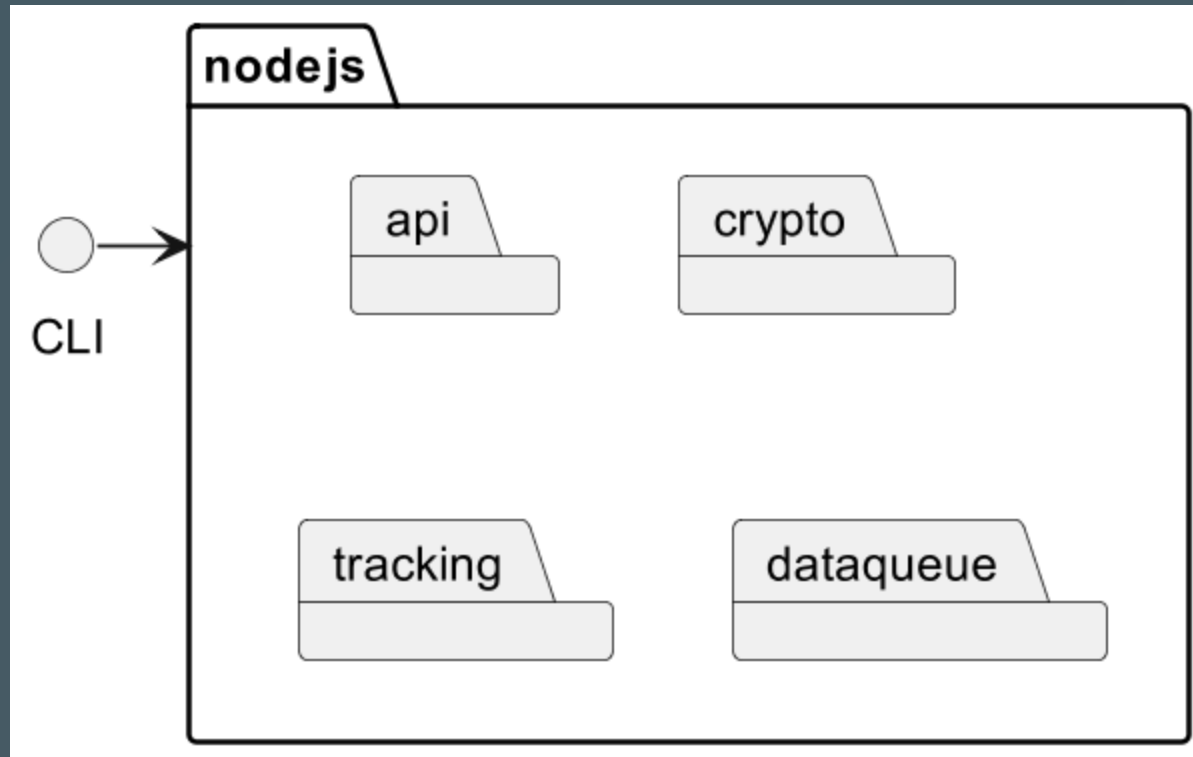 nodejs
api
crypto
CLI
tracking
dataqueue